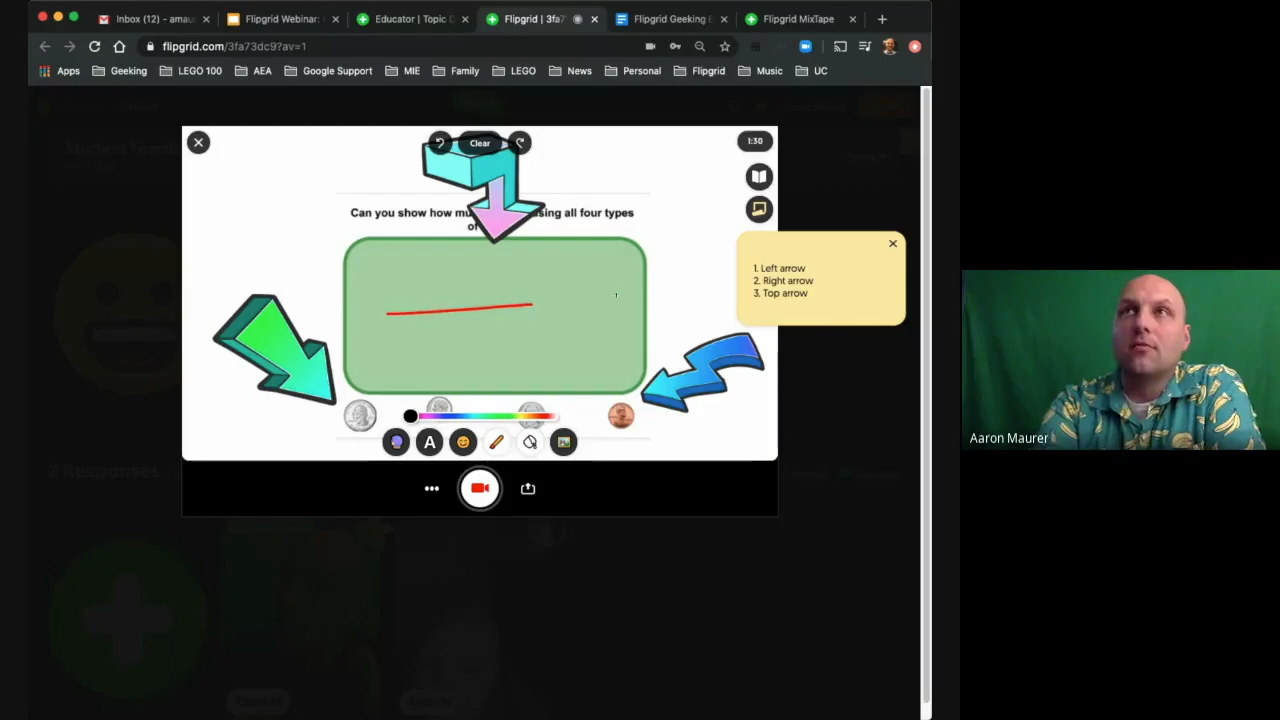 Inbox (12) - amau
Flipgrid Webinar:
Educator | Topic D
Flipgrid | 3fa7
Flipgrid Geeking
Flipgrid MixTape
flipgrid.com/3fa73dc9?av=1
Apps
Geeking
LEGO 100
AEA
Google Support
MIE
Family
LEGO
News
Personal
Flipgrid
Music
UC
Clear
1:30
Can you show how mu
sing all four types
of
1. Left arrow
2. Right arrow
3. Top arrow
A
2 Responses
Aaron Maurer